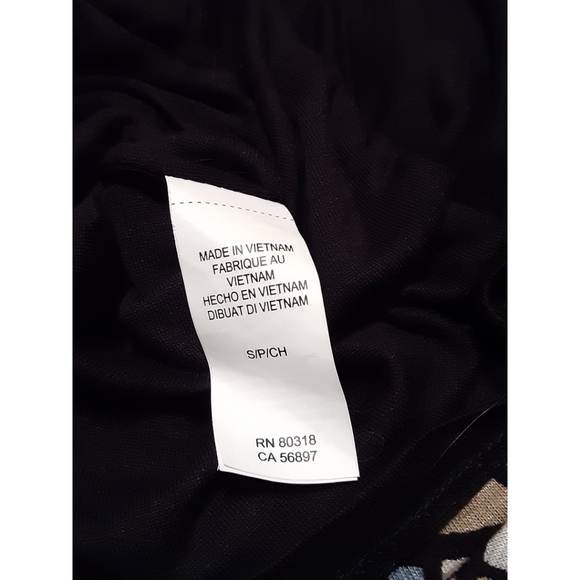 MADE IN VIETNAM
FABRIQUE AU
VIETNAM
HECHO EN VIETNAM
DIBUAT DI VIETNAM
S/P/CH
RN 80318
CA 56897